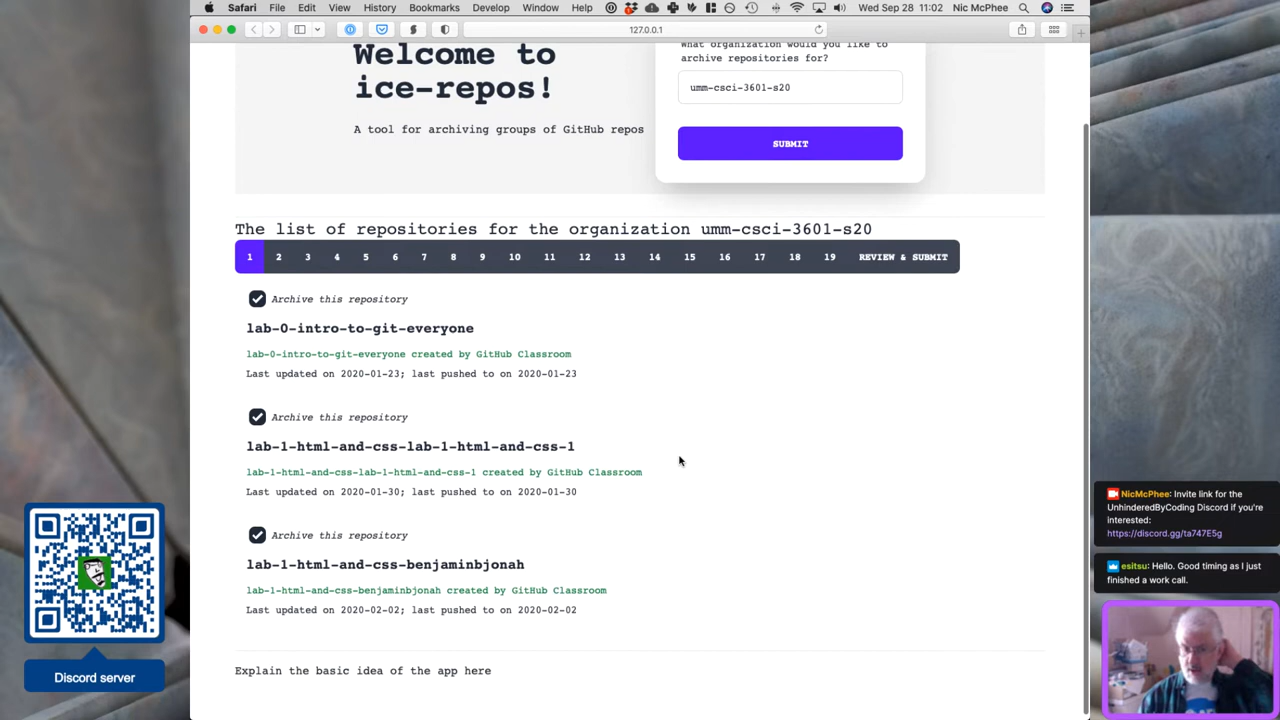 Safari File Edit View History Bookmarks Develop Window Help
Wed Sep 28 11:02 Nic McPhee
127.0.0.1
Welcome to
ice-repos!
A tool for archiving groups of GitHub repos
What organization would you like to
archive repositories for?
umm-csci-3601-s20
SUBMIT
The list of repositories for the organization umm-csci-3601-s20
1 2 3 4 5 6 7 8 9 10 11 12 13 14 15 16 17 18 19 REVIEW & SUBMIT
Archive this repository
lab-0-intro-to-git-everyone
lab-0-intro-to-git-everyone created by GitHub Classroom
Last updated on 2020-01-23; last pushed to on 2020-01-23
Archive this repository
lab-1-html-and-css-lab-1-html-and-css-1
lab-1-html-and-css-lab-1-html-and-css-1 created by GitHub Classroom
Last updated on 2020-01-30; last pushed to on 2020-01-30
Archive this repository
lab-1-html-and-css-benjaminbjonah
lab-1-html-and-css-benjaminbjonah created by GitHub Classroom
Last updated on 2020-02-02; last pushed to on 2020-02-02
Explain the basic idea of the app here
Discord server
NicMcPhee: Invite link for the
UnhinderedByCoding Discord if you're
interested:
https://discord.gg/ta747E5g
esitsu: Hello. Good timing as I just
finished a work call.